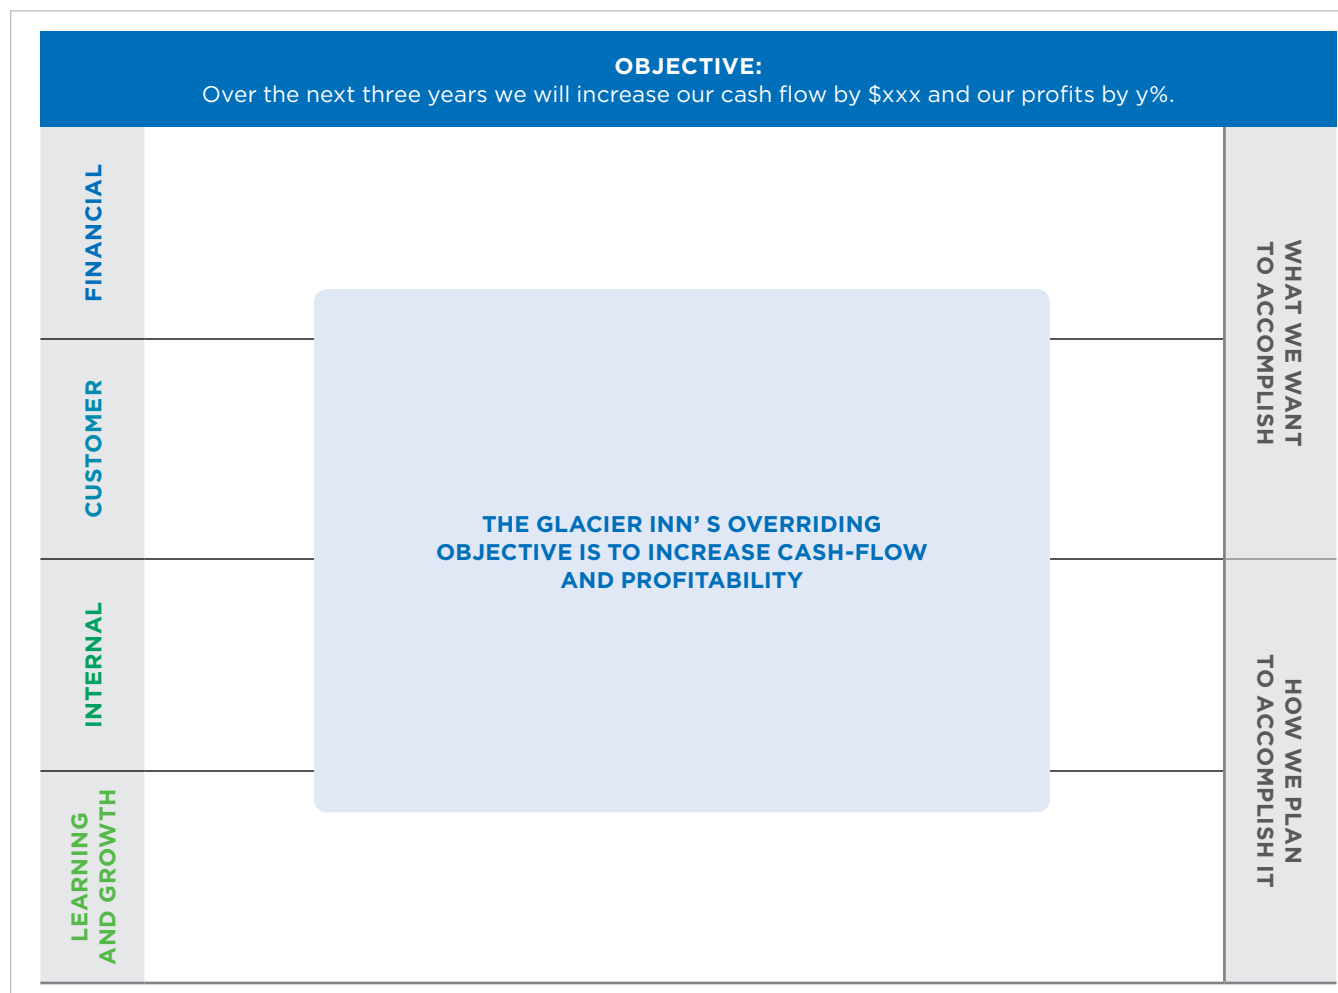 OBJECTIVE:
Over the next three years we will increase our cash flow by $xxx and our profits by y%.
FINANCIAL
CUSTOMER
INTERNAL
LEARNING
AND GROWTH
THE GLACIER INN’ S OVERRIDING
OBJECTIVE IS TO INCREASE CASH-FLOW
AND PROFITABILITY
WHAT WE WANT
TO ACCOMPLISH
HOW WE PLAN
TO ACCOMPLISH IT